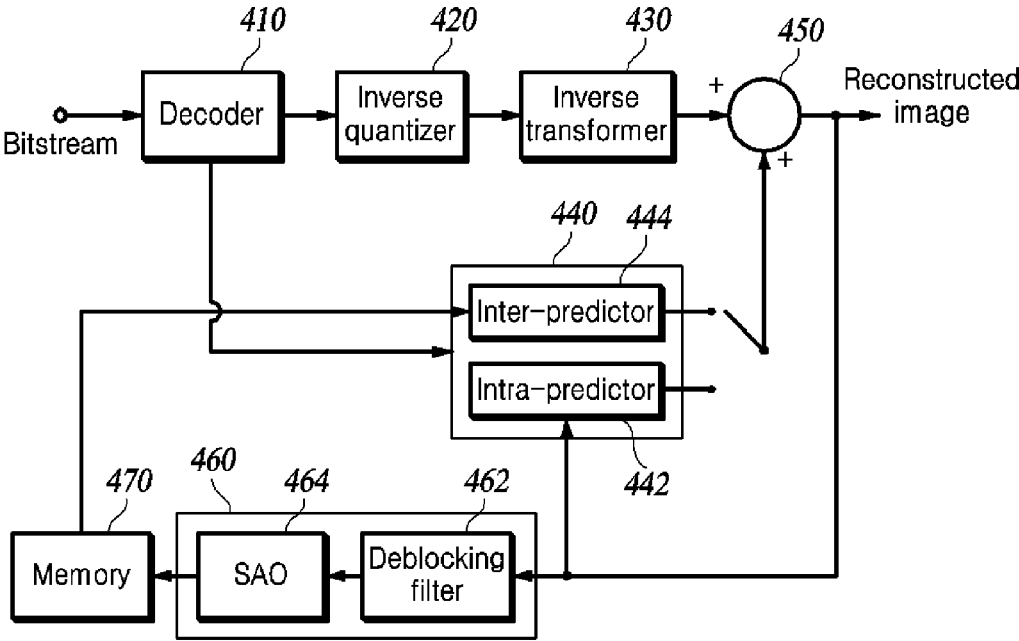 410
420
430
450
Bitstream
Decoder
Inverse
quantizer
Inverse
transformer
+
+
Reconstructed
image
440
444
Inter-predictor
Intra-predictor
442
470
460
464
462
Memory
SAO
Deblocking
filter